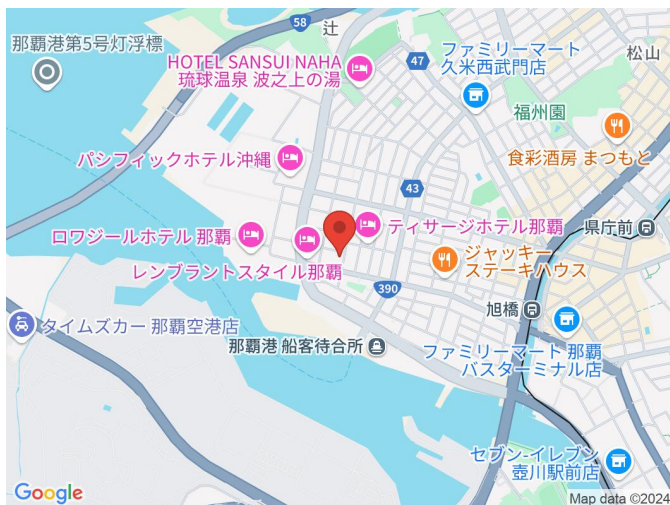 58
辻
那覇港第5号灯浮標
HOTEL SANSUI NAHA
琉球温泉 波之上の湯
47
ファミリーマート
久米西武門店
松山
福州園
食彩酒房 まつもと
パシフィックホテル沖縄
43
ロワジールホテル 那覇
ティサージホテル那覇
県庁前
レンブラントスタイル那覇
ジャッキー
ステーキハウス
390
旭橋
タイムズカー 那覇空港店
那覇港 船客待合所
ファミリーマート 那覇
バスターミナル店
セブン-イレブン
壺川駅前店
Google
Map data ©2024